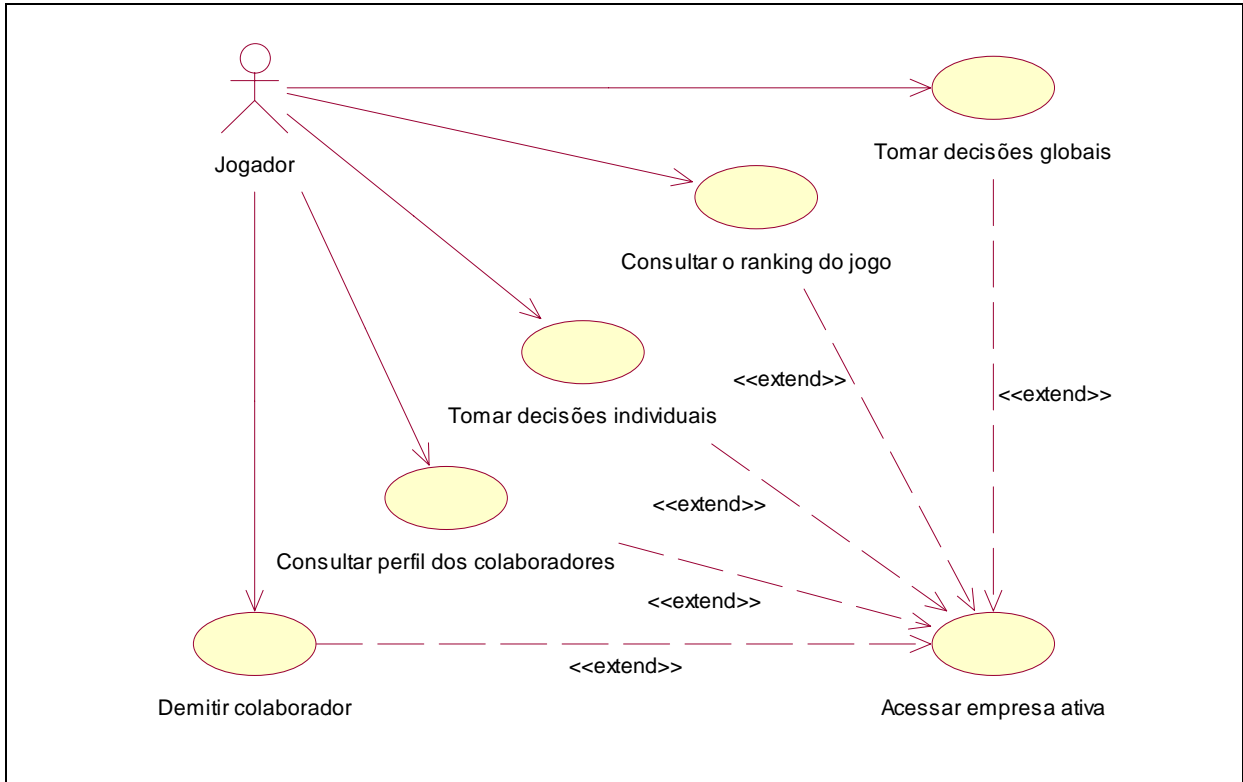 Jogador
Tomar decisões globais
Consultar o ranking do jogo
<<extend>>
<<extend>>
Tomar decisões individuais
<<extend>>
Consultar perfil dos colaboradores
<<extend>>
<<extend>>
Demitir colaborador
Acessar empresa ativa